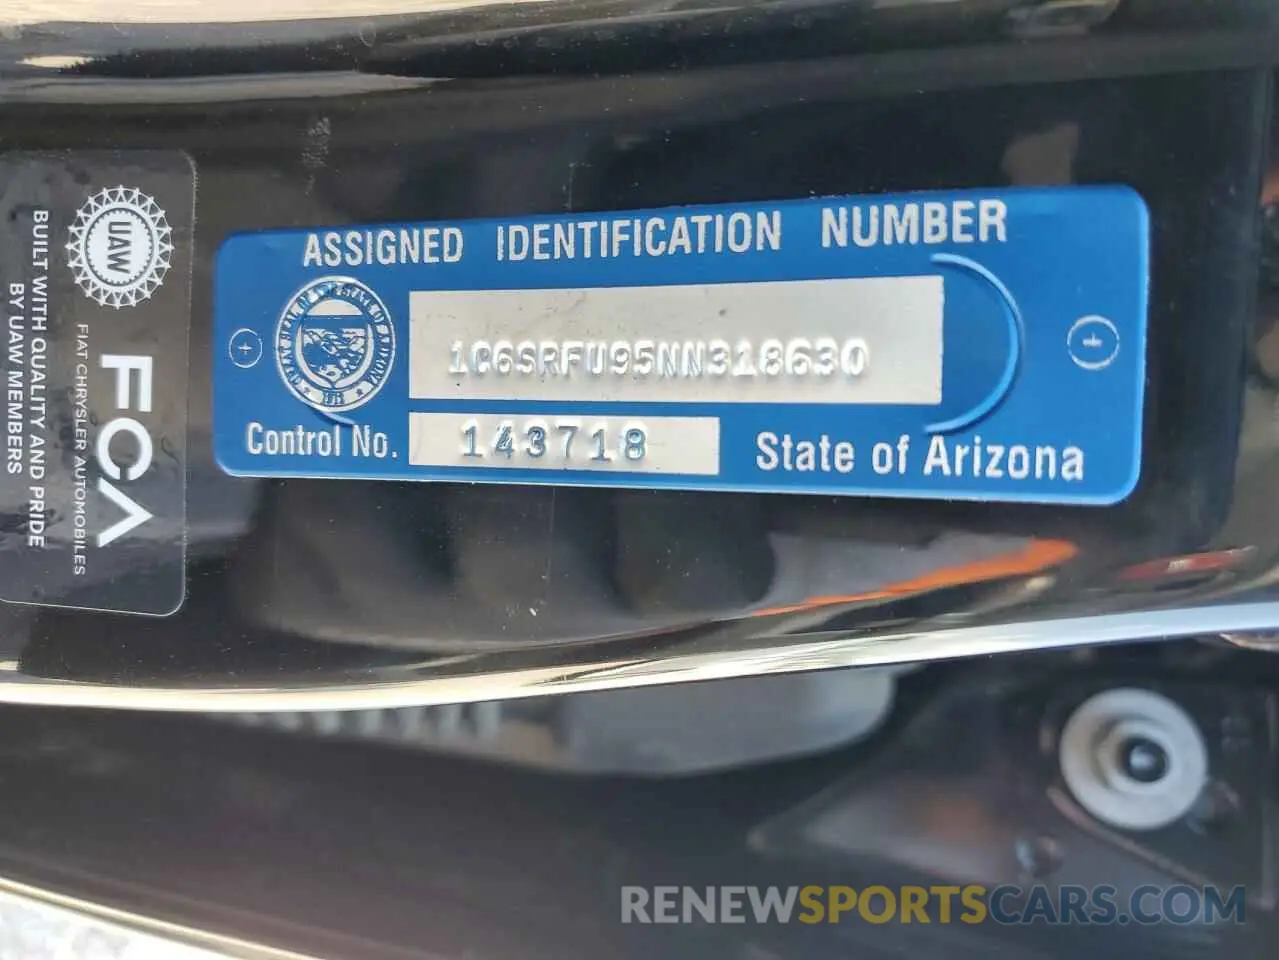 ASSIGNED IDENTIFICATION NUMBER
1C6SRFU95NN318630
Control No. 143718
State of Arizona
UAW
BUILT WITH QUALITY AND PRIDE
BY UAW MEMBERS
FCA
FIAT CHRYSLER AUTOMOBILES
RENEWSPORTSCARS.COM